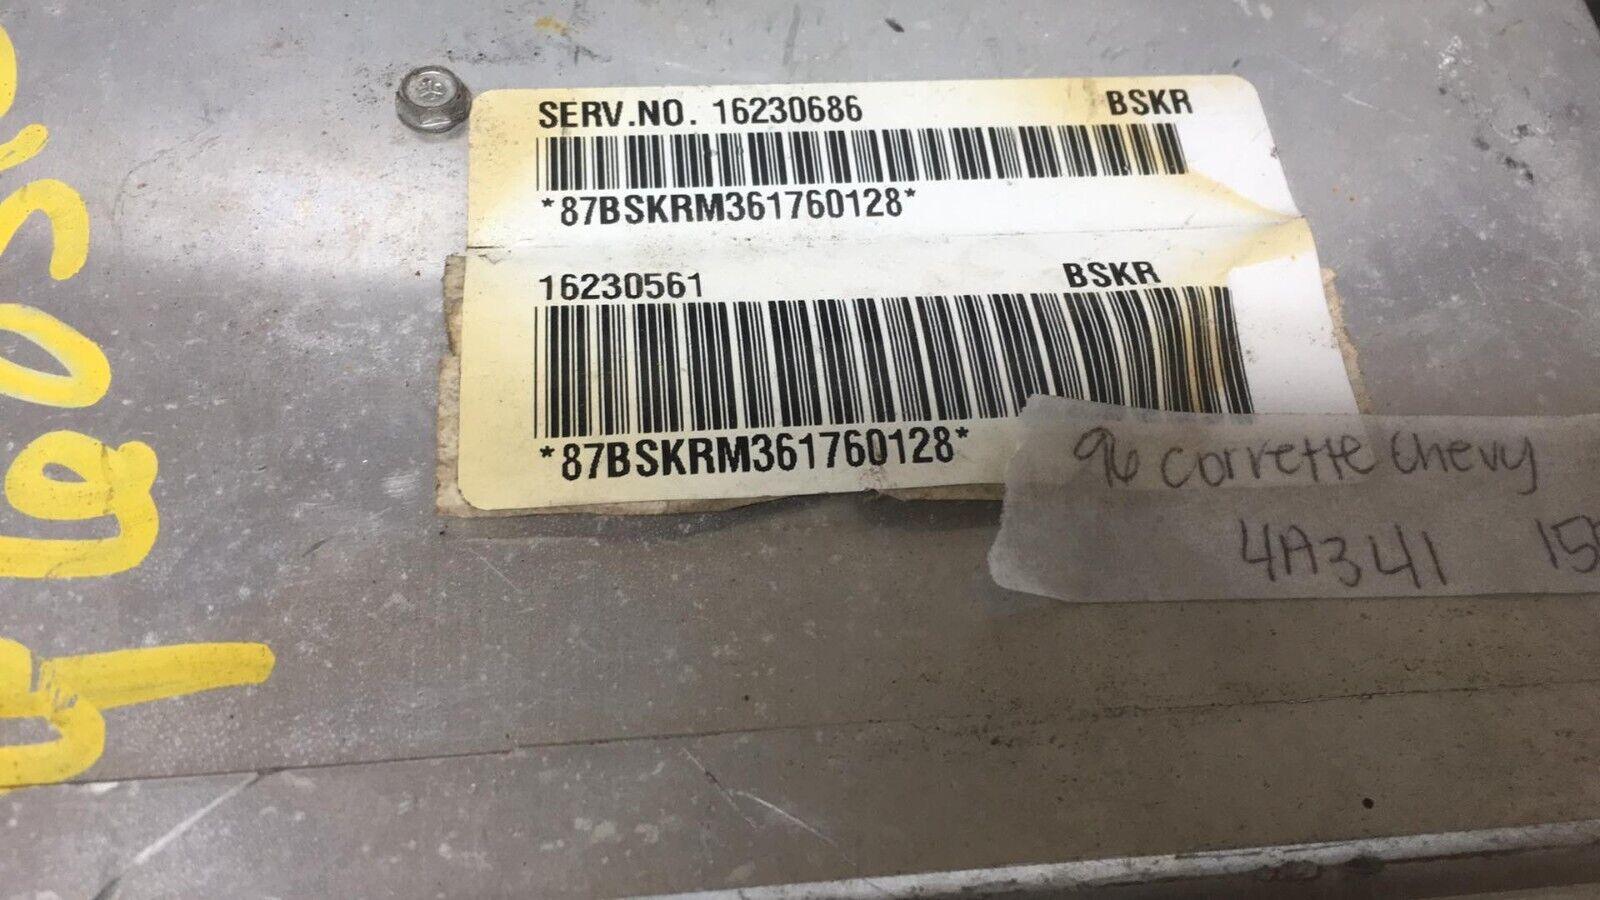 SERV.NO. 16230686 BSKR
*87BSKRM361760128*
16230561 BSKR
*87BSKRM361760128*
96 Corvette Chevy
4A341